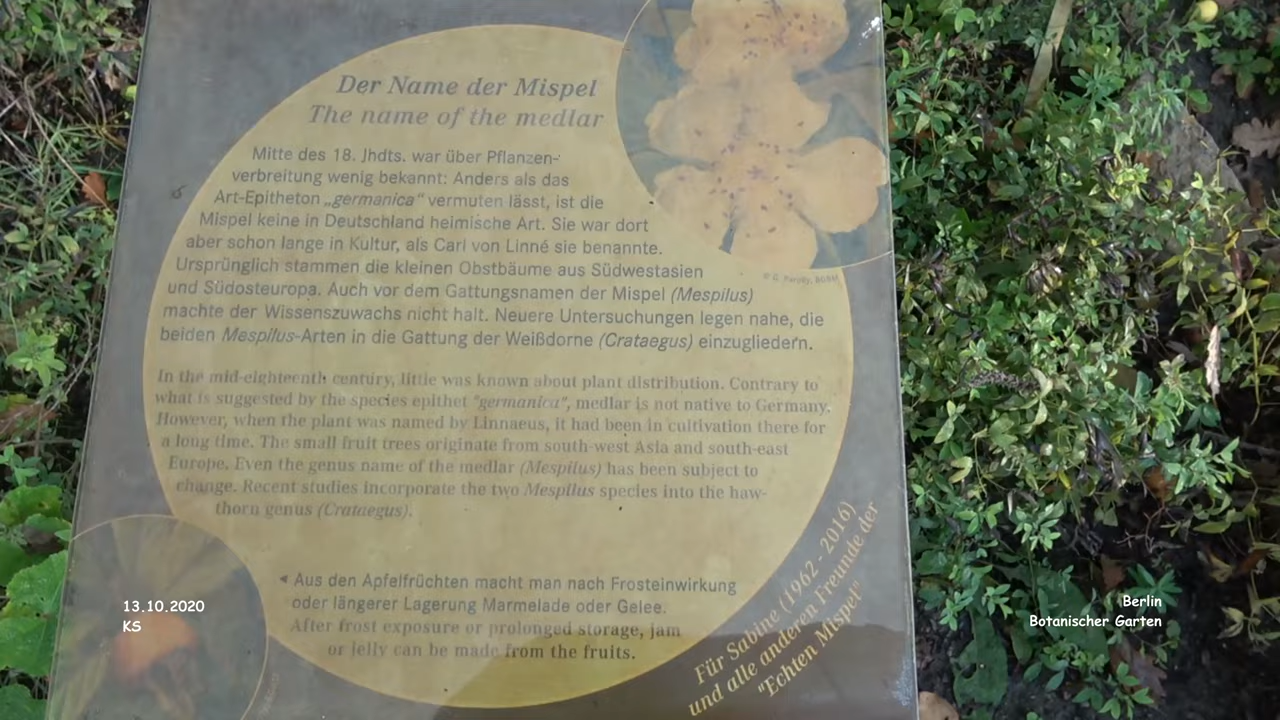 Der Name der Mispel
The name of the medlar
Mitte des 18. Jhdts. war über Pflanzen-
verbreitung wenig bekannt: Anders als das
Art-Epitheton „germanica“ vermuten lässt, ist die
Mispel keine in Deutschland heimische Art. Sie war dort
aber schon lange in Kultur, als Carl von Linné sie benannte.
Ursprünglich stammen die kleinen Obstbäume aus Südwestasien
und Südosteuropa. Auch vor dem Gattungsnamen der Mispel (Mespilus)
machte der Wissenszuwachs nicht halt. Neuere Untersuchungen legen nahe, die
beiden Mespilus-Arten in die Gattung der Weißdorne (Crataegus) einzugliedern.
In the mid-eighteenth century, little was known about plant distribution. Contrary to
what is suggested by the species epithet "germanica", medlar is not native to Germany.
However, when the plant was named by Linnaeus, it had been in cultivation there for
a long time. The small fruit trees originate from south-west Asia and south-east
Europe. Even the genus name of the medlar (Mespilus) has been subject to
change. Recent studies incorporate the two Mespilus species into the haw-
thorn genus (Crataegus).
◄ Aus den Apfelfrüchten macht man nach Frosteinwirkung
oder längerer Lagerung Marmelade oder Gelee.
After frost exposure or prolonged storage, jam
or jelly can be made from the fruits.
Für Sabine (1962 - 2016)
und alle anderen Freunde der
"Echten Mispel"
13.10.2020
KS
Berlin
Botanischer Garten